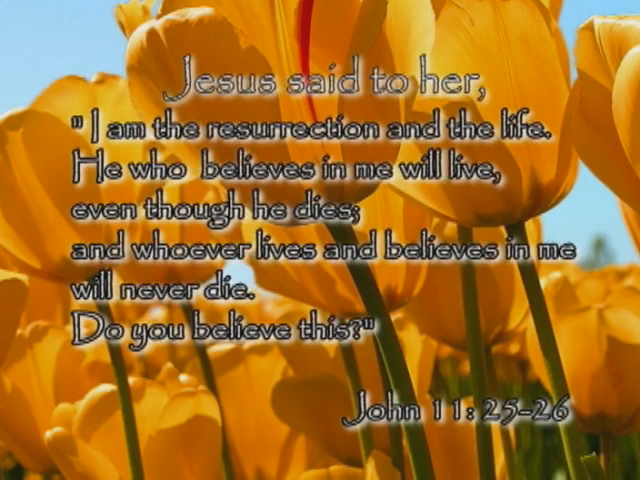 Jesus said to her,
" I am the resurrection and the life.
He who believes in me will live,
even though he dies;
and whoever lives and believes in me
will never die.
Do you believe this?"
John 11: 25-26